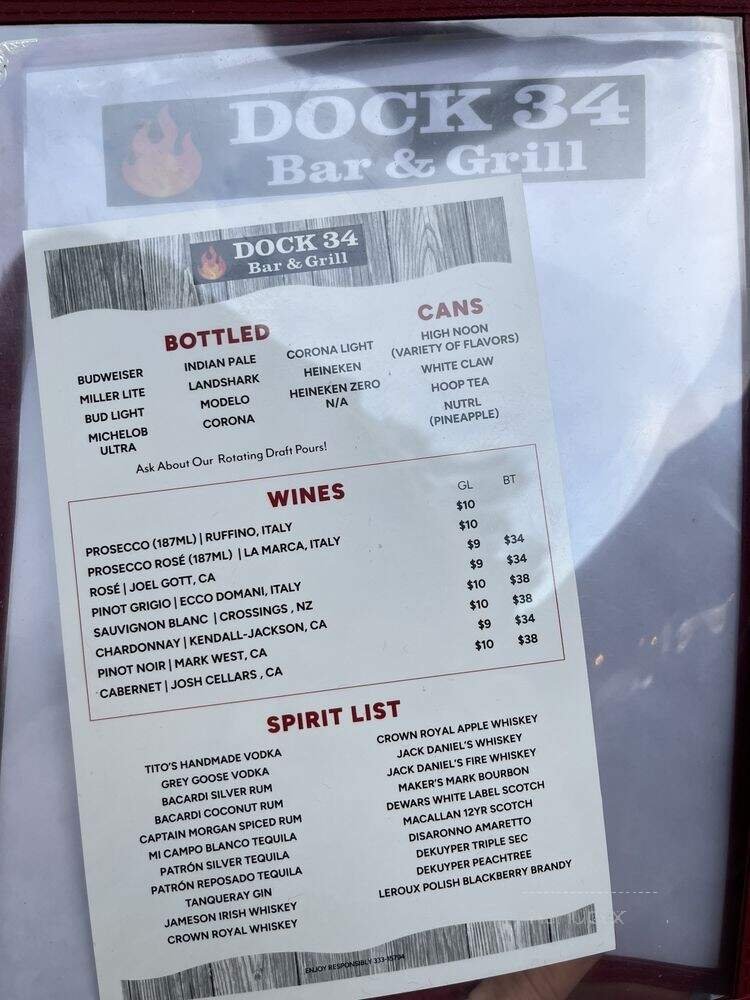 DOCK 34
Bar & Grill
DOCK 34
Bar & Grill
BOTTLED
BUDWEISER
MILLER LITE
BUD LIGHT
MICHELOB
ULTRA
INDIAN PALE
LANDSHARK
MODELO
CORONA
CORONA LIGHT
HEINEKEN
HEINEKEN ZERO
N/A
CANS
HIGH NOON
(VARIETY OF FLAVORS)
WHITE CLAW
HOOP TEA
NUTRL
(PINEAPPLE)
Ask About Our Rotating Draft Pours!
WINES
GL BT
PROSECCO (187ML) | RUFFINO, ITALY $10
PROSECCO ROSÉ (187ML) | LA MARCA, ITALY $10
ROSÉ | JOEL GOTT, CA $9 $34
PINOT GRIGIO | ECCO DOMANI, ITALY $9 $34
SAUVIGNON BLANC | CROSSINGS , NZ $10 $38
CHARDONNAY | KENDALL-JACKSON, CA $10 $38
PINOT NOIR | MARK WEST, CA $9 $34
CABERNET | JOSH CELLARS , CA $10 $38
SPIRIT LIST
TITO'S HANDMADE VODKA
GREY GOOSE VODKA
BACARDI SILVER RUM
BACARDI COCONUT RUM
CAPTAIN MORGAN SPICED RUM
MI CAMPO BLANCO TEQUILA
PATRÓN SILVER TEQUILA
PATRÓN REPOSADO TEQUILA
TANQUERAY GIN
JAMESON IRISH WHISKEY
CROWN ROYAL WHISKEY
CROWN ROYAL APPLE WHISKEY
JACK DANIEL'S WHISKEY
JACK DANIEL'S FIRE WHISKEY
MAKER'S MARK BOURBON
DEWARS WHITE LABEL SCOTCH
MACALLAN 12YR SCOTCH
DISARONNO AMARETTO
DEKUYPER TRIPLE SEC
DEKUYPER PEACHTREE
LEROUX POLISH BLACKBERRY BRANDY
ENJOY RESPONSIBLY 333-15794